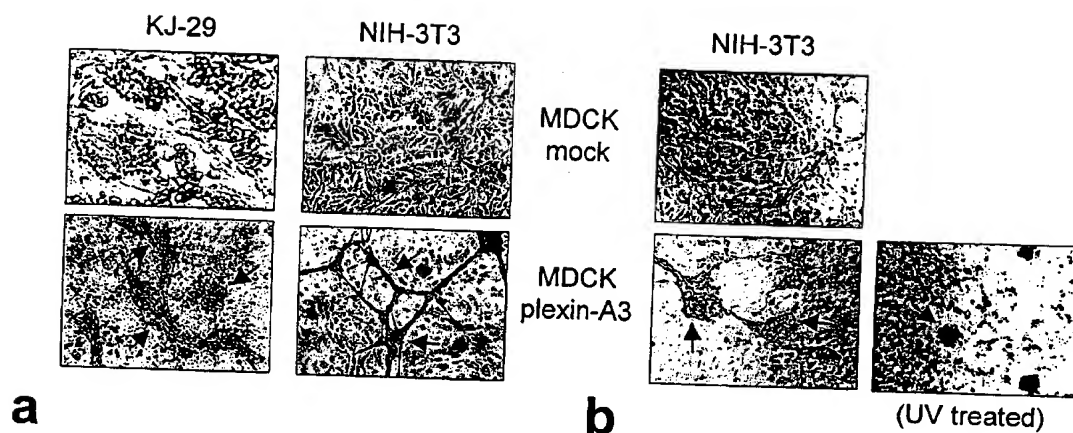 KJ-29
NIH-3T3
NIH-3T3
MDCK
mock
MDCK
plexin-A3
a
b
(UV treated)